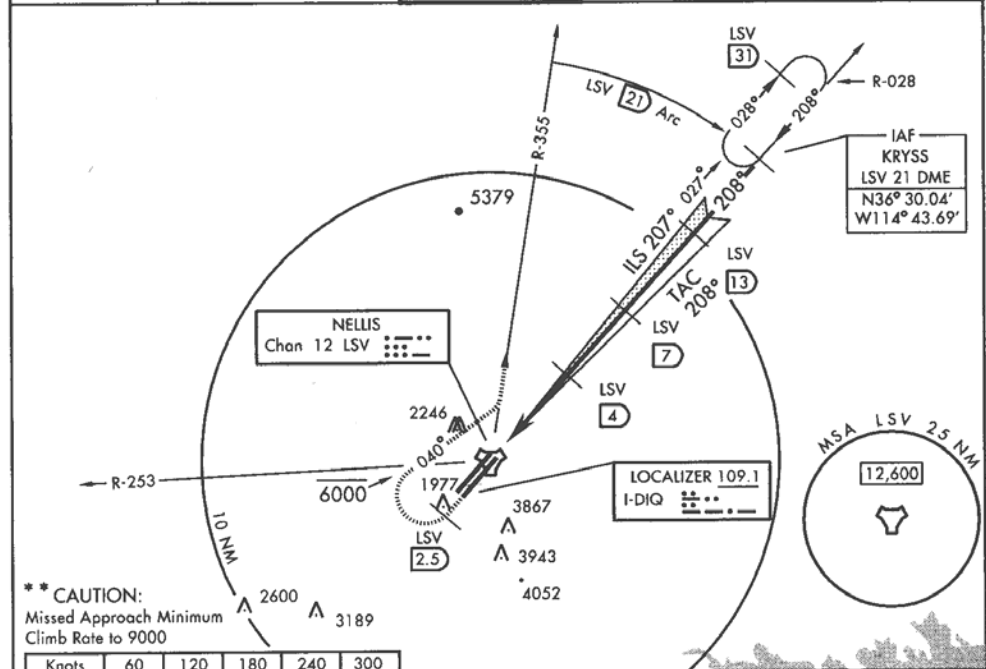 LSV
31
R-028
LSV 21 Arc
028°
208°
R-355
IAF
KRYSS
LSV 21 DME
N36° 30.04'
W114° 43.69'
5379
027°
208°
ILS 207°
LSV
13
TAC
208°
NELLIS
Chan 12 LSV
LSV
7
LSV
4
2246
040°
MSA LSV 25 NM
12,600
R-253
6000
1977
LOCALIZER 109.1
I-DIQ
3867
LSV
2.5
3943
10 NM
4052
* * CAUTION:
Missed Approach Minimum
Climb Rate to 9000
2600
3189
Knots 60 120 180 240 300